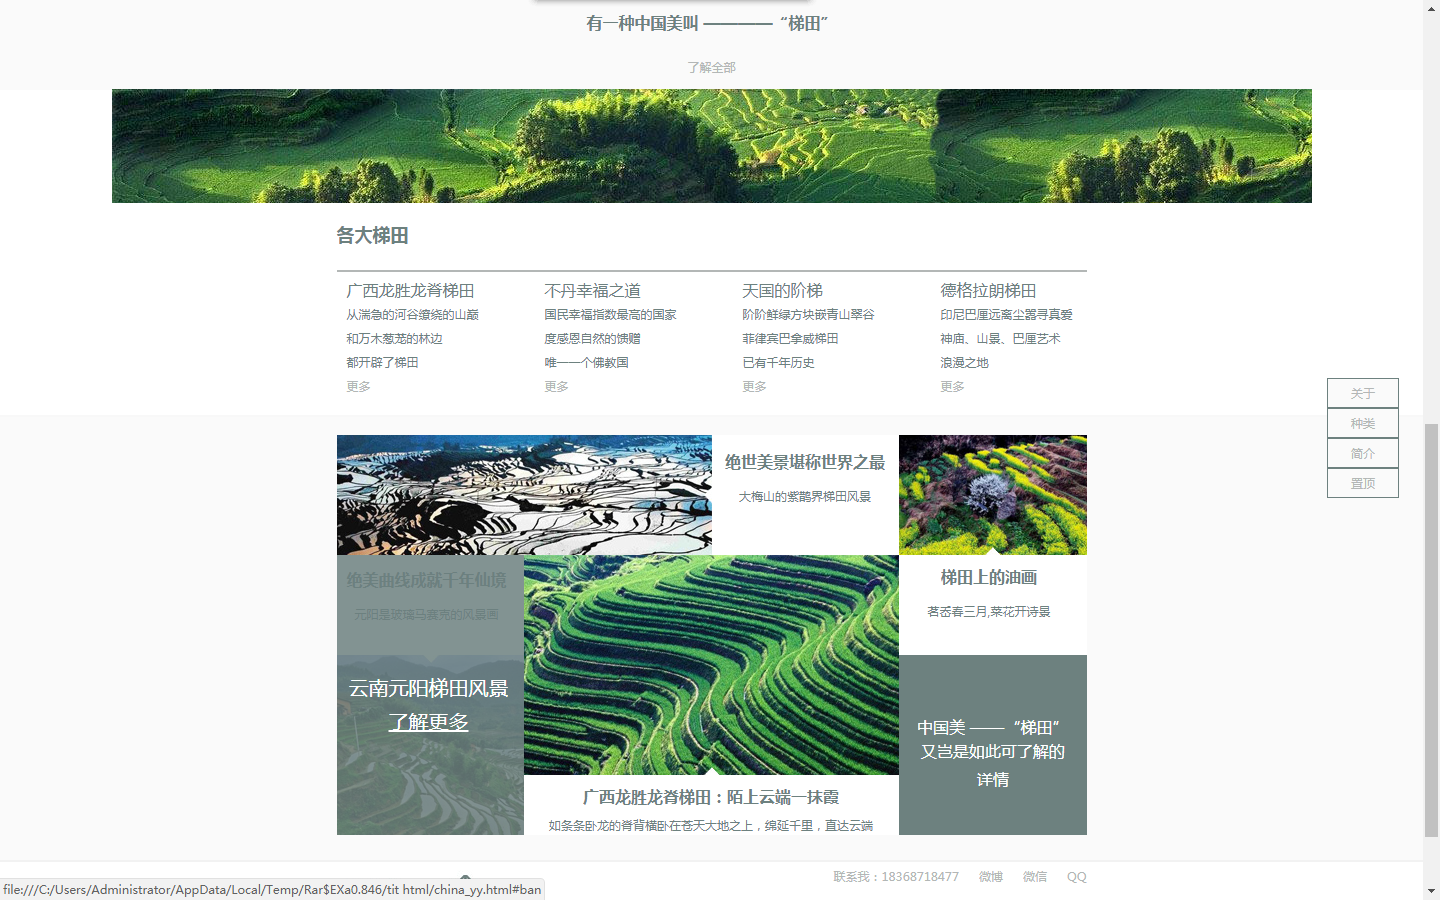 有一种中国美叫 ————“梯田”
了解全部
各大梯田
广西龙胜龙脊梯田
从湍急的河谷缭绕的山巅
和万木葱茏的林边
都开辟了梯田
更多
不丹幸福之道
国民幸福指数最高的国家
度感恩自然的馈赠
唯一一个佛教国
更多
天国的阶梯
阶阶鲜绿方块嵌青山翠谷
菲律宾巴拿威梯田
已有千年历史
更多
德格拉朗梯田
印尼巴厘远离尘嚣寻真爱
神庙、山景、巴厘艺术
浪漫之地
更多
关于
种类
简介
置顶
绝世美景堪称世界之最
大梅山的紫鹊界梯田风景
绝美曲线成就千年仙境
元阳是玻璃马赛克的风景画
云南元阳梯田风景
了解更多
梯田上的油画
茗岙春三月,菜花开诗景
中国美 ——“梯田”
又岂是如此可了解的
详情
广西龙胜龙脊梯田：陌上云端一抹霞
如条条卧龙的脊背横卧在苍天大地之上，绵延千里，直达云端
联系我：18368718477 微博 微信 QQ
file:///C:/Users/Administrator/AppData/Local/Temp/Rar$EXa0.846/tit html/china_yy.html#ban